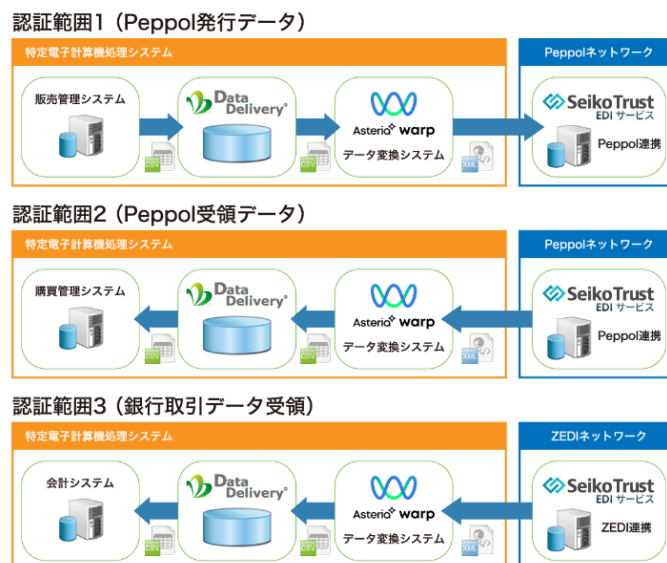 認証範囲1（Peppol発行データ）
特定電子計算機処理システム
Peppolネットワーク
販売管理システム
Data Delivery®
Asteria warp
データ変換システム
SeikoTrust
EDI サービス
Peppol連携
CSV
CSV
XML
認証範囲2（Peppol受領データ）
特定電子計算機処理システム
Peppolネットワーク
購買管理システム
Data Delivery®
Asteria warp
データ変換システム
SeikoTrust
EDI サービス
Peppol連携
CSV
CSV
XML
認証範囲3（銀行取引データ受領）
特定電子計算機処理システム
ZEDIネットワーク
会計システム
Data Delivery®
Asteria warp
データ変換システム
SeikoTrust
EDI サービス
ZEDI連携
CSV
CSV
XML